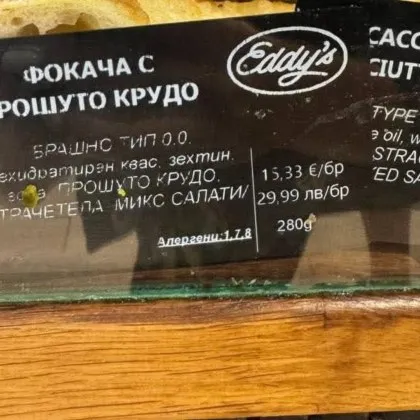 Eddy's
ФОКАЧА С
РОШУТО КРУДО
БРАШНО ТИП 0.0.
ехидратиран квас. зехтин.
ПРОШУТО КРУДО.
ТРАЧЕТЕЛА МИКС САЛАТИ/
15,33 €/бр
29,99 лв/бр
280g
Алергени:1,7,8
CACC
CIUTT
TYPE
oil, w
STRAC
ED SA